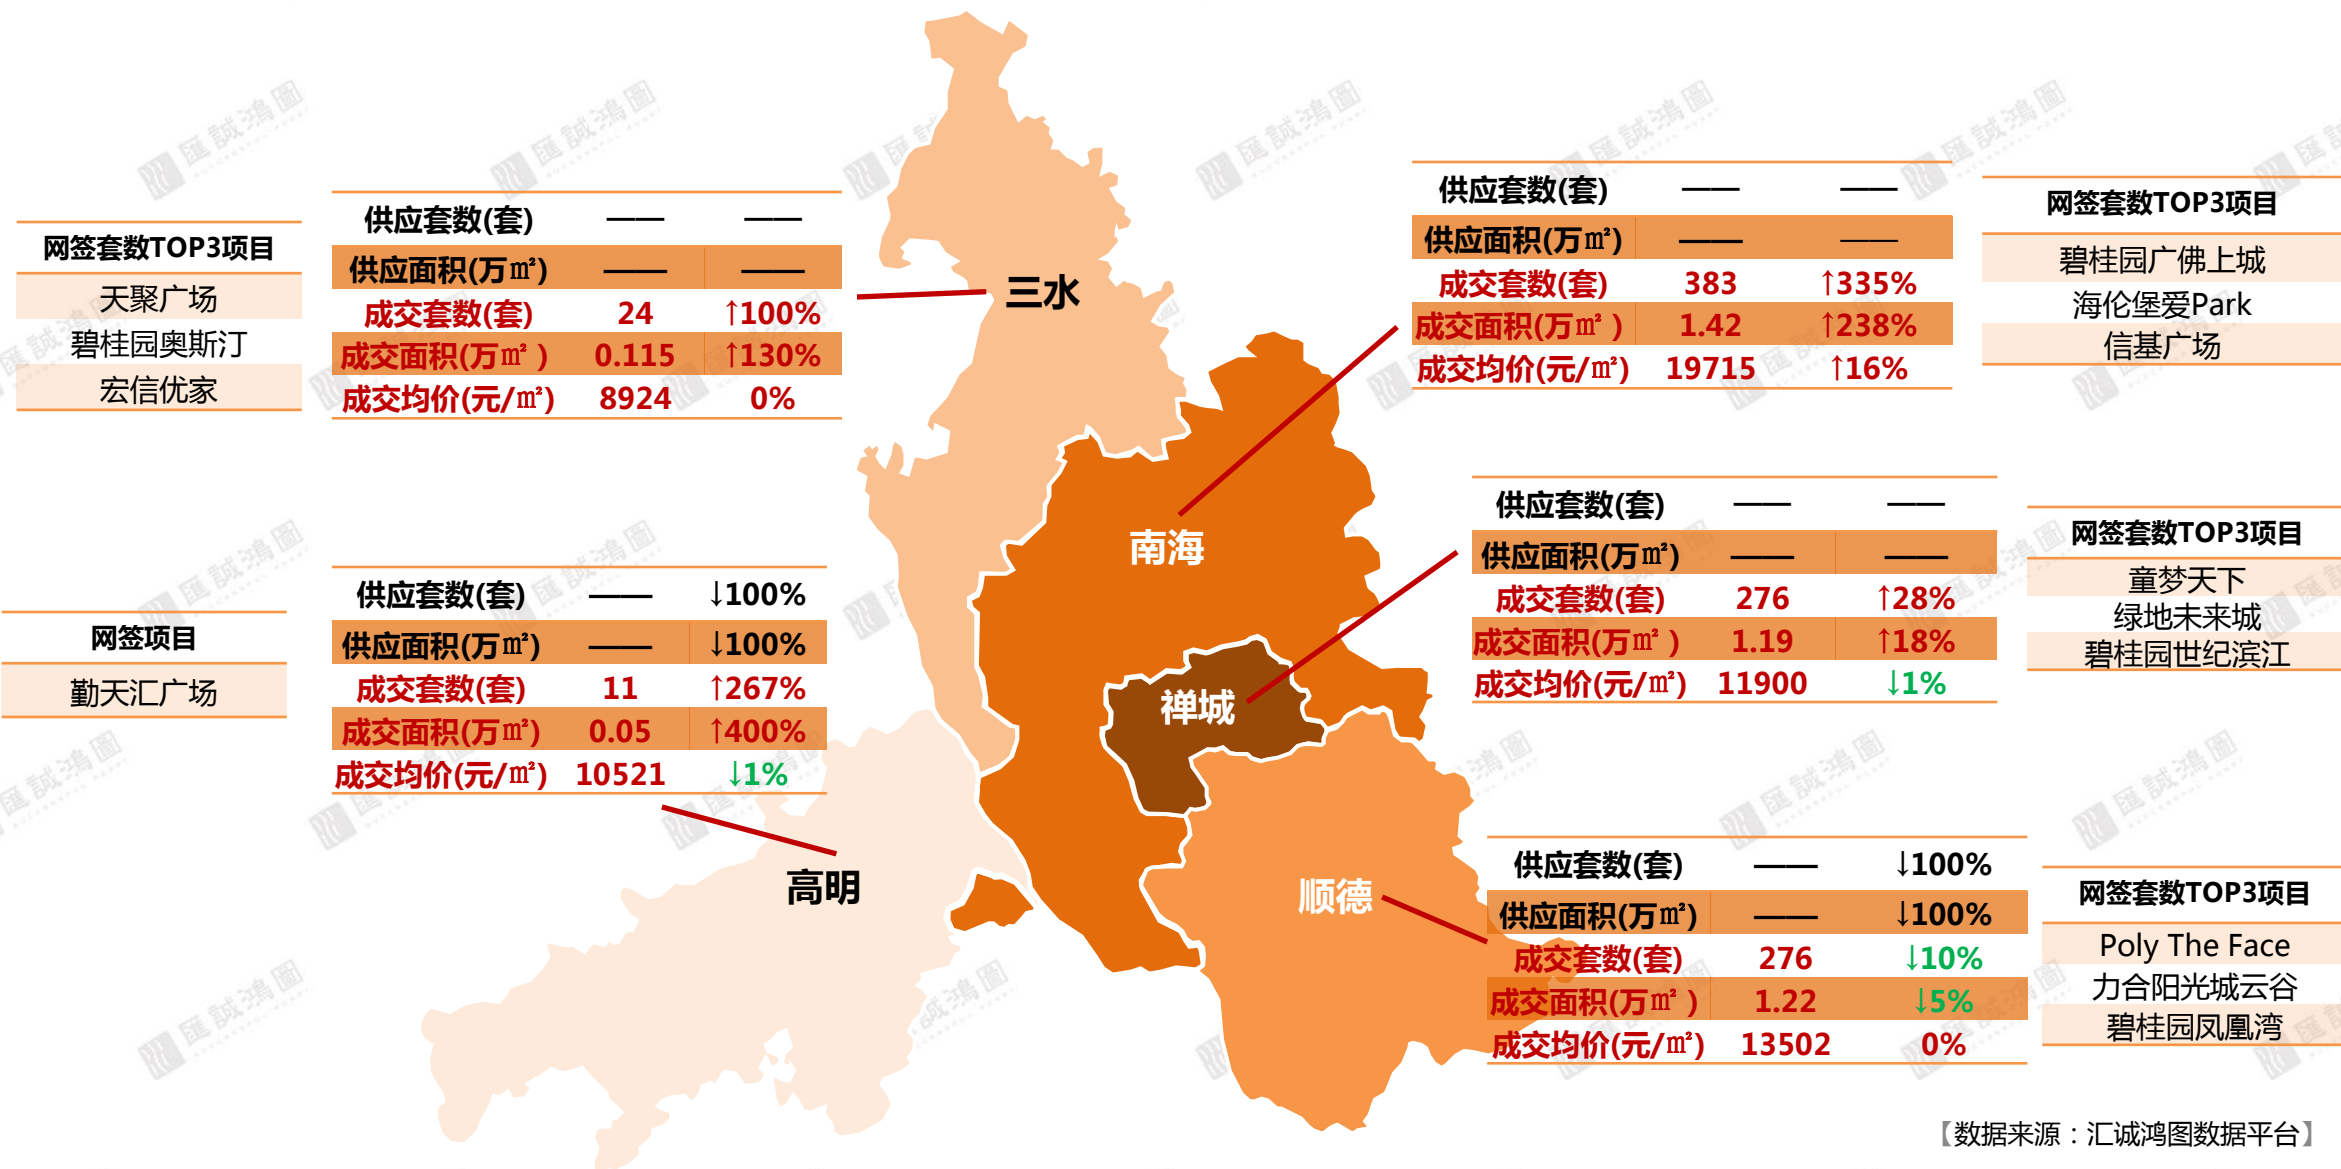 网签套数TOP3项目
天聚广场
碧桂园奥斯汀
宏信优家
供应套数(套) —— ——
供应面积(万㎡) —— ——
成交套数(套) 24 ↑100%
成交面积(万㎡) 0.115 ↑130%
成交均价(元/㎡) 8924 0%
三水
供应套数(套) —— ——
供应面积(万㎡) —— ——
成交套数(套) 383 ↑335%
成交面积(万㎡) 1.42 ↑238%
成交均价(元/㎡) 19715 ↑16%
网签套数TOP3项目
碧桂园广佛上城
海伦堡爱Park
信基广场
南海
供应套数(套) —— ——
供应面积(万㎡) —— ——
成交套数(套) 276 ↑28%
成交面积(万㎡) 1.19 ↑18%
成交均价(元/㎡) 11900 ↓1%
网签套数TOP3项目
童梦天下
绿地未来城
碧桂园世纪滨江
禅城
网签项目
勤天汇广场
供应套数(套) —— ↓100%
供应面积(万㎡) —— ↓100%
成交套数(套) 11 ↑267%
成交面积(万㎡) 0.05 ↑400%
成交均价(元/㎡) 10521 ↓1%
高明
顺德
供应套数(套) —— ↓100%
供应面积(万㎡) —— ↓100%
成交套数(套) 276 ↓10%
成交面积(万㎡) 1.22 ↓5%
成交均价(元/㎡) 13502 0%
网签套数TOP3项目
Poly The Face
力合阳光城云谷
碧桂园凤凰湾
【数据来源：汇诚鸿图数据平台】
匯誠鴻圖